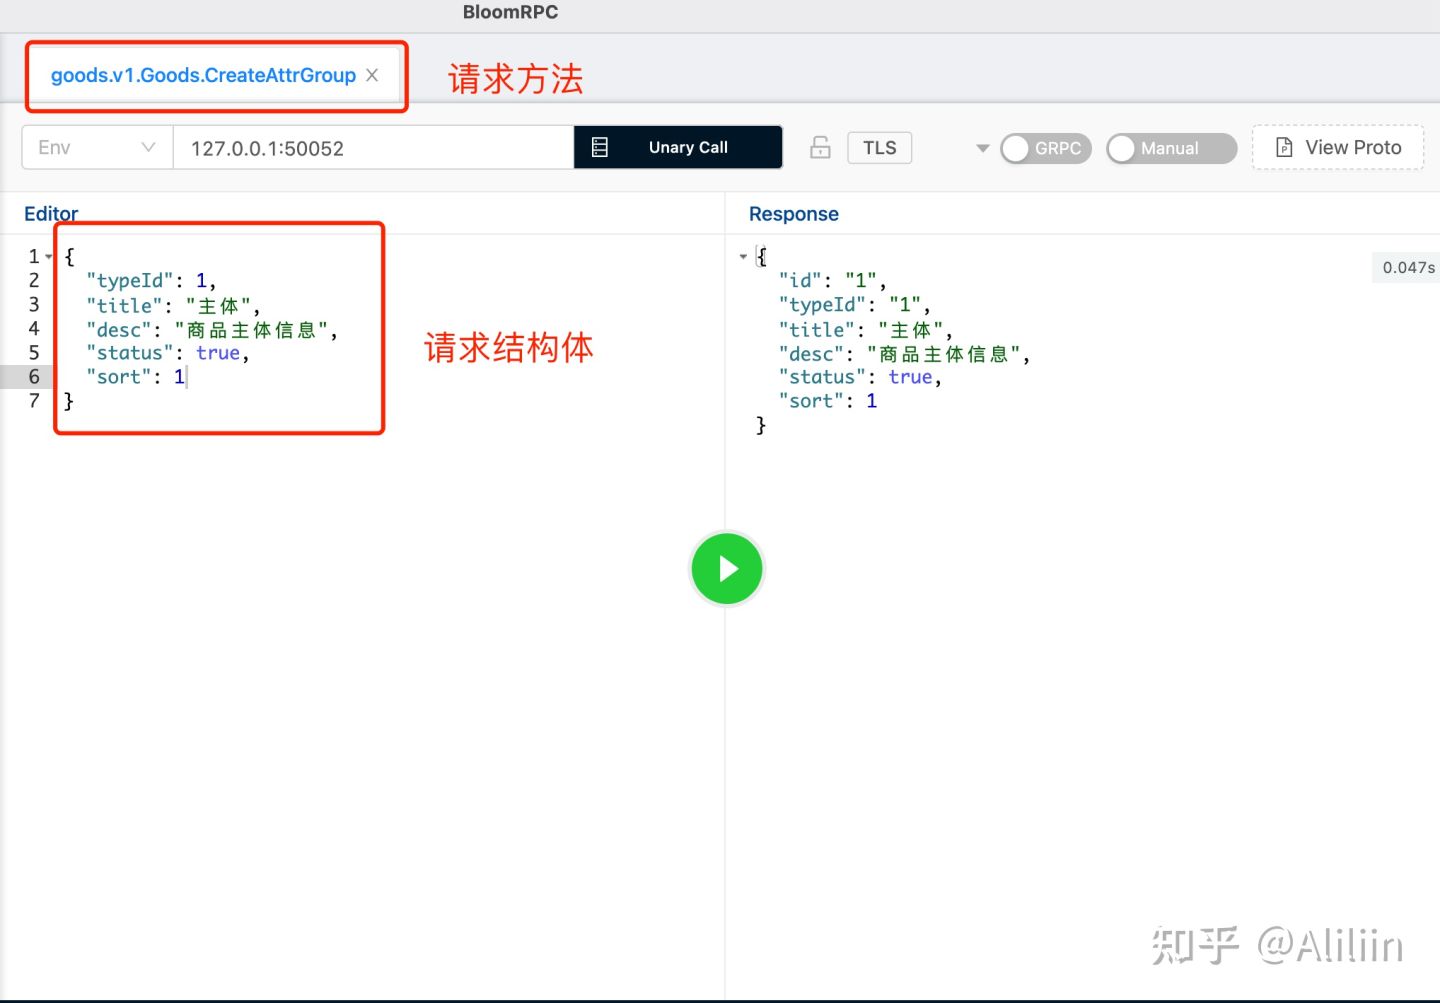 BloomRPC
goods.v1.Goods.CreateAttrGroup
请求方法
Env
127.0.0.1:50052
Unary Call
TLS
GRPC
Manual
View Proto
Editor
1 {
2 "typeId": 1,
3 "title": "主体",
4 "desc": "商品主体信息",
5 "status": true,
6 "sort": 1
7 }
请求结构体
Response
{
"id": "1",
"typeId": "1",
"title": "主体",
"desc": "商品主体信息",
"status": true,
"sort": 1
}
0.047s
知乎 @Aliliin